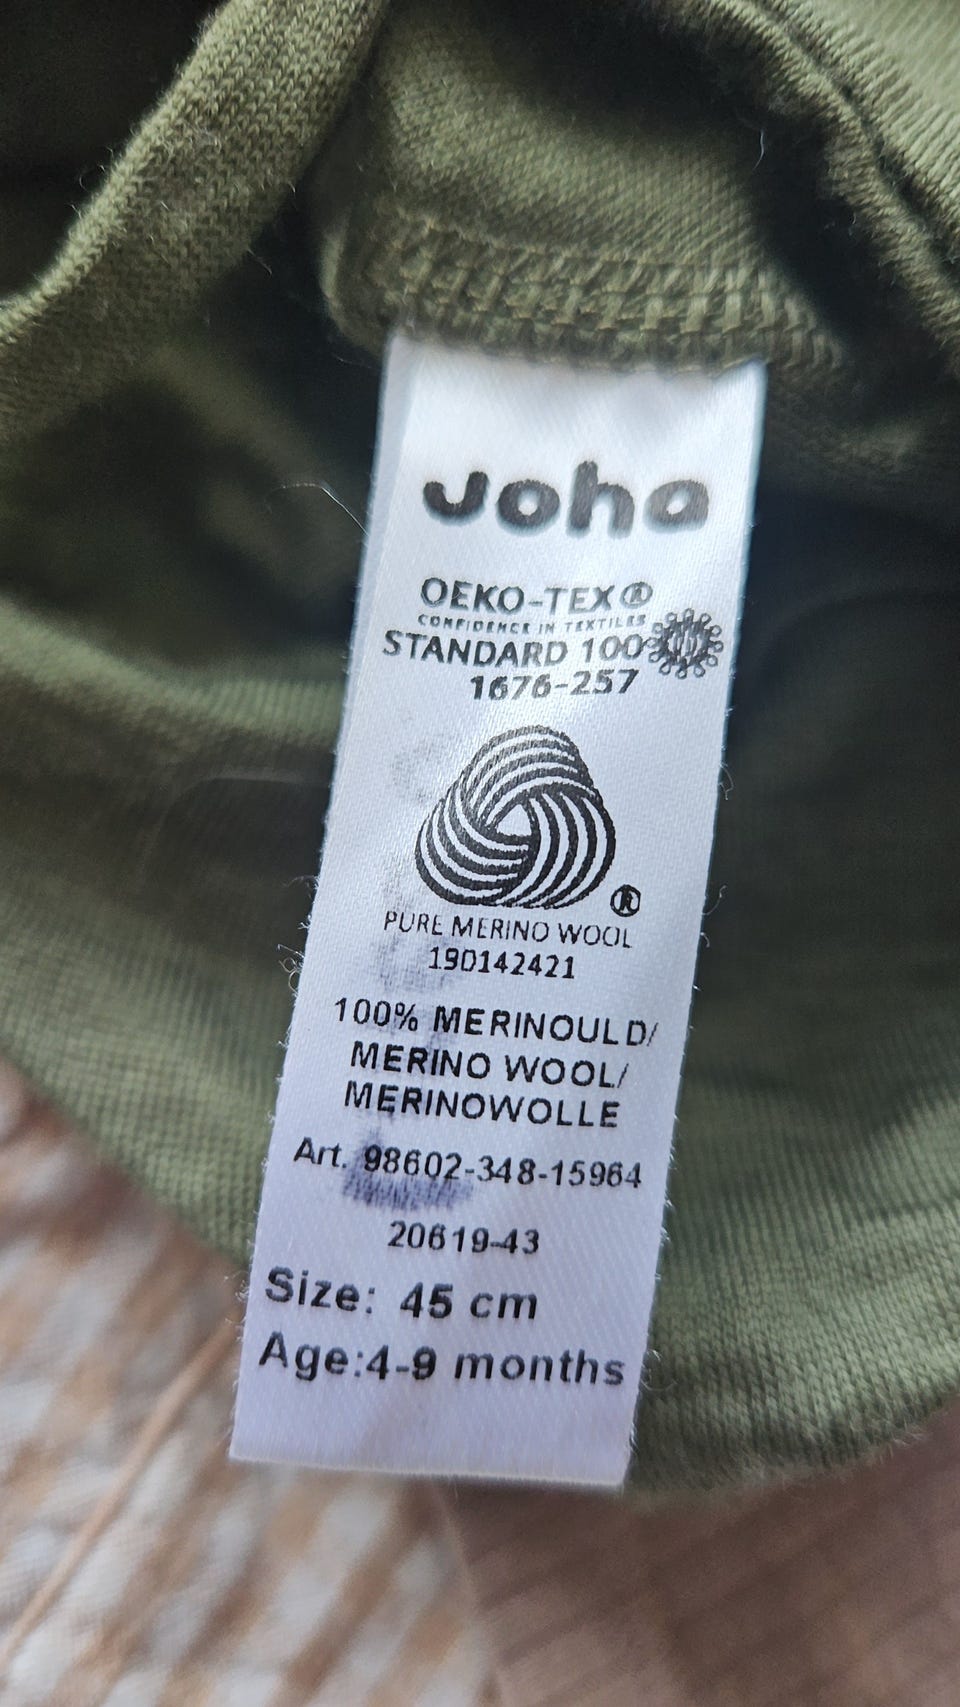 Joha
OEKO-TEX®
CONFIDENCE IN TEXTILES
STANDARD 100
1676-257
®
PURE MERINO WOOL
190142421
100% MERINOULD/
MERINO WOOL/
MERINOWOLLE
Art. 98602-348-15964
20619-43
Size: 45 cm
Age:4-9 months